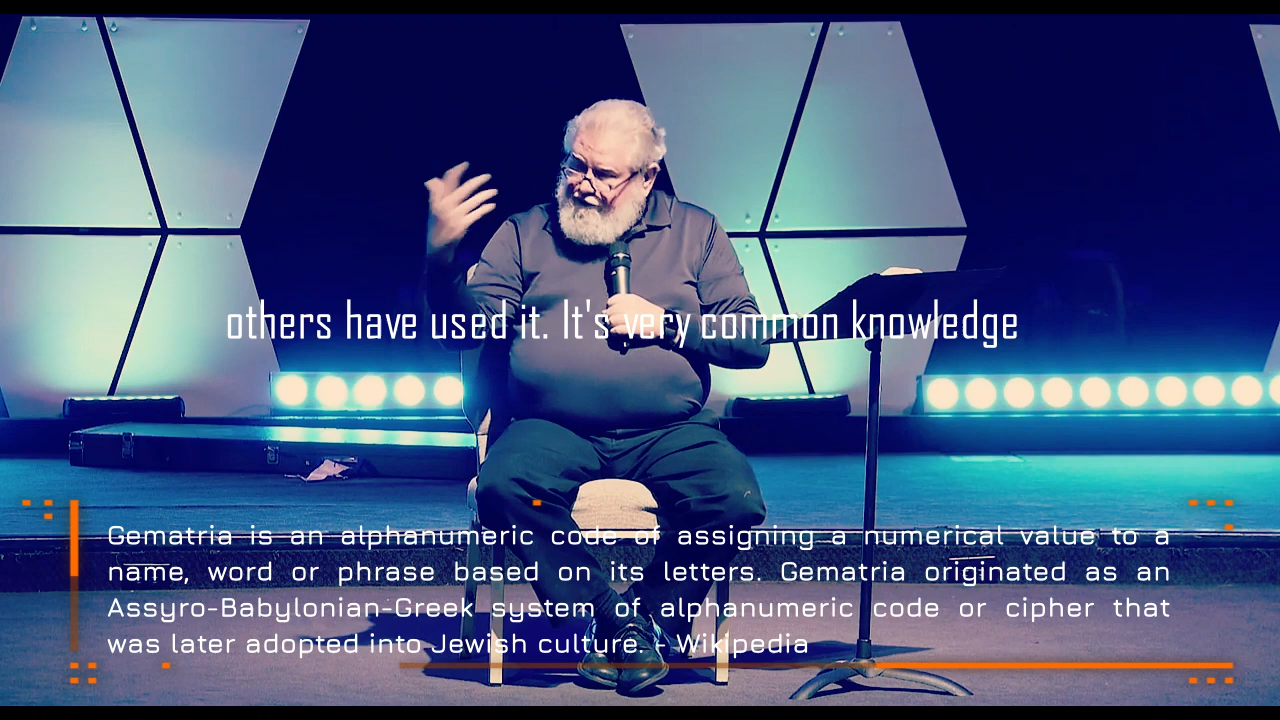 others have used it. It's very common knowledge
Gematria is an alphanumeric code of assigning a numerical value to a
name, word or phrase based on its letters. Gematria originated as an
Assyro-Babylonian-Greek system of alphanumeric code or cipher that
was later adopted into Jewish culture. - Wikipedia